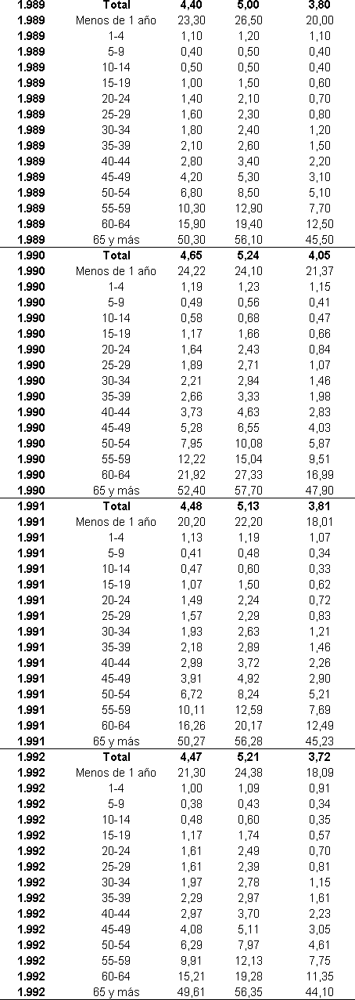 1.989 Total 4,40 5,00 3,80
1.989 Menos de 1 año 23,30 26,50 20,00
1.989 1-4 1,10 1,20 1,10
1.989 5-9 0,40 0,50 0,40
1.989 10-14 0,50 0,50 0,40
1.989 15-19 1,00 1,50 0,60
1.989 20-24 1,40 2,10 0,70
1.989 25-29 1,60 2,30 0,80
1.989 30-34 1,80 2,40 1,20
1.989 35-39 2,10 2,60 1,50
1.989 40-44 2,80 3,40 2,20
1.989 45-49 4,20 5,30 3,10
1.989 50-54 6,80 8,50 5,10
1.989 55-59 10,30 12,90 7,70
1.989 60-64 15,90 19,40 12,50
1.989 65 y más 50,30 56,10 45,50
1.990 Total 4,65 5,24 4,05
1.990 Menos de 1 año 24,22 24,10 21,37
1.990 1-4 1,19 1,23 1,15
1.990 5-9 0,49 0,56 0,41
1.990 10-14 0,58 0,68 0,47
1.990 15-19 1,17 1,66 0,66
1.990 20-24 1,64 2,43 0,84
1.990 25-29 1,89 2,71 1,07
1.990 30-34 2,21 2,94 1,46
1.990 35-39 2,66 3,33 1,98
1.990 40-44 3,73 4,63 2,83
1.990 45-49 5,28 6,55 4,03
1.990 50-54 7,95 10,08 5,87
1.990 55-59 12,22 15,04 9,51
1.990 60-64 21,92 27,33 16,99
1.990 65 y más 52,40 57,70 47,90
1.991 Total 4,48 5,13 3,81
1.991 Menos de 1 año 20,20 22,20 18,01
1.991 1-4 1,13 1,19 1,07
1.991 5-9 0,41 0,48 0,34
1.991 10-14 0,47 0,60 0,33
1.991 15-19 1,07 1,50 0,62
1.991 20-24 1,49 2,24 0,72
1.991 25-29 1,57 2,29 0,83
1.991 30-34 1,93 2,63 1,21
1.991 35-39 2,18 2,89 1,46
1.991 40-44 2,99 3,72 2,26
1.991 45-49 3,91 4,92 2,90
1.991 50-54 6,72 8,24 5,21
1.991 55-59 10,11 12,59 7,69
1.991 60-64 16,26 20,17 12,49
1.991 65 y más 50,27 56,28 45,23
1.992 Total 4,47 5,21 3,72
1.992 Menos de 1 año 21,30 24,38 18,09
1.992 1-4 1,00 1,09 0,91
1.992 5-9 0,38 0,43 0,34
1.992 10-14 0,48 0,60 0,35
1.992 15-19 1,17 1,74 0,57
1.992 20-24 1,61 2,49 0,70
1.992 25-29 1,61 2,39 0,81
1.992 30-34 1,97 2,78 1,15
1.992 35-39 2,29 2,97 1,61
1.992 40-44 2,97 3,70 2,23
1.992 45-49 4,08 5,11 3,05
1.992 50-54 6,29 7,97 4,61
1.992 55-59 9,91 12,13 7,75
1.992 60-64 15,21 19,28 11,35
1.992 65 y más 49,61 56,35 44,10